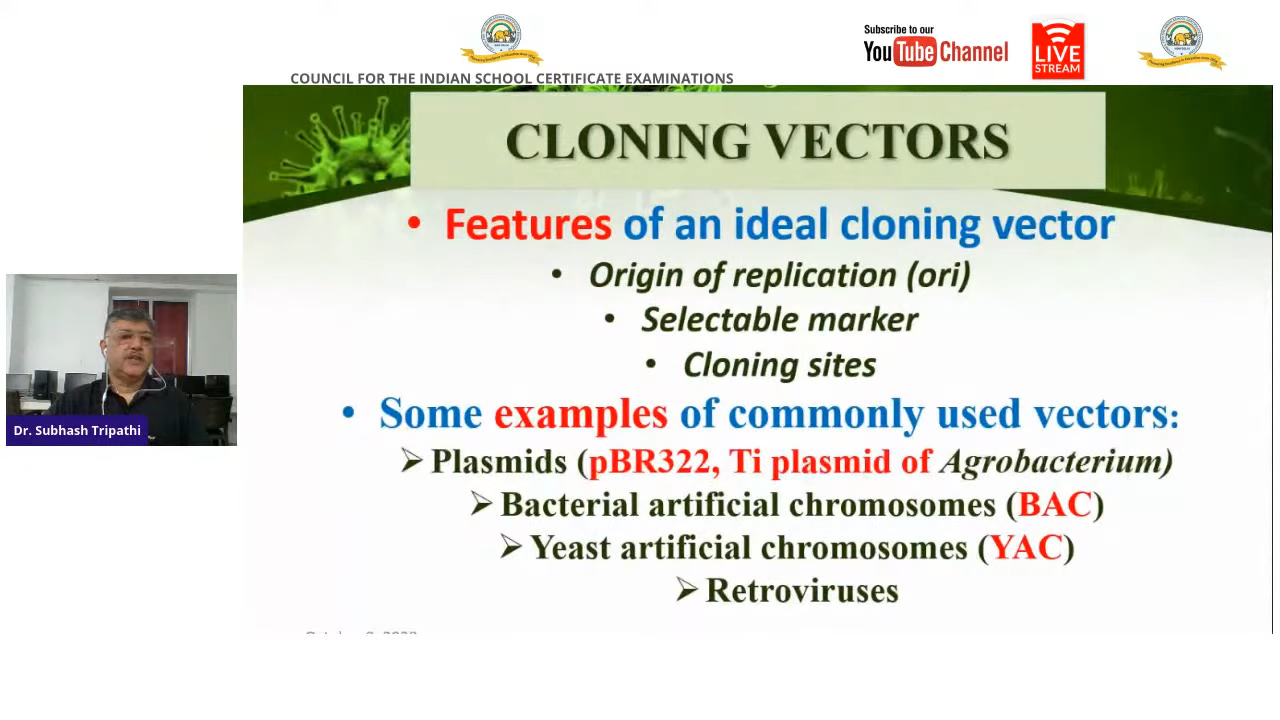 Subscribe to our
YouTube Channel
LIVE
STREAM
COUNCIL FOR THE INDIAN SCHOOL CERTIFICATE EXAMINATIONS
CLONING VECTORS
• Features of an ideal cloning vector
• Origin of replication (ori)
• Selectable marker
• Cloning sites
• Some examples of commonly used vectors:
➢ Plasmids (pBR322, Ti plasmid of Agrobacterium)
➢ Bacterial artificial chromosomes (BAC)
➢ Yeast artificial chromosomes (YAC)
➢ Retroviruses
Dr. Subhash Tripathi